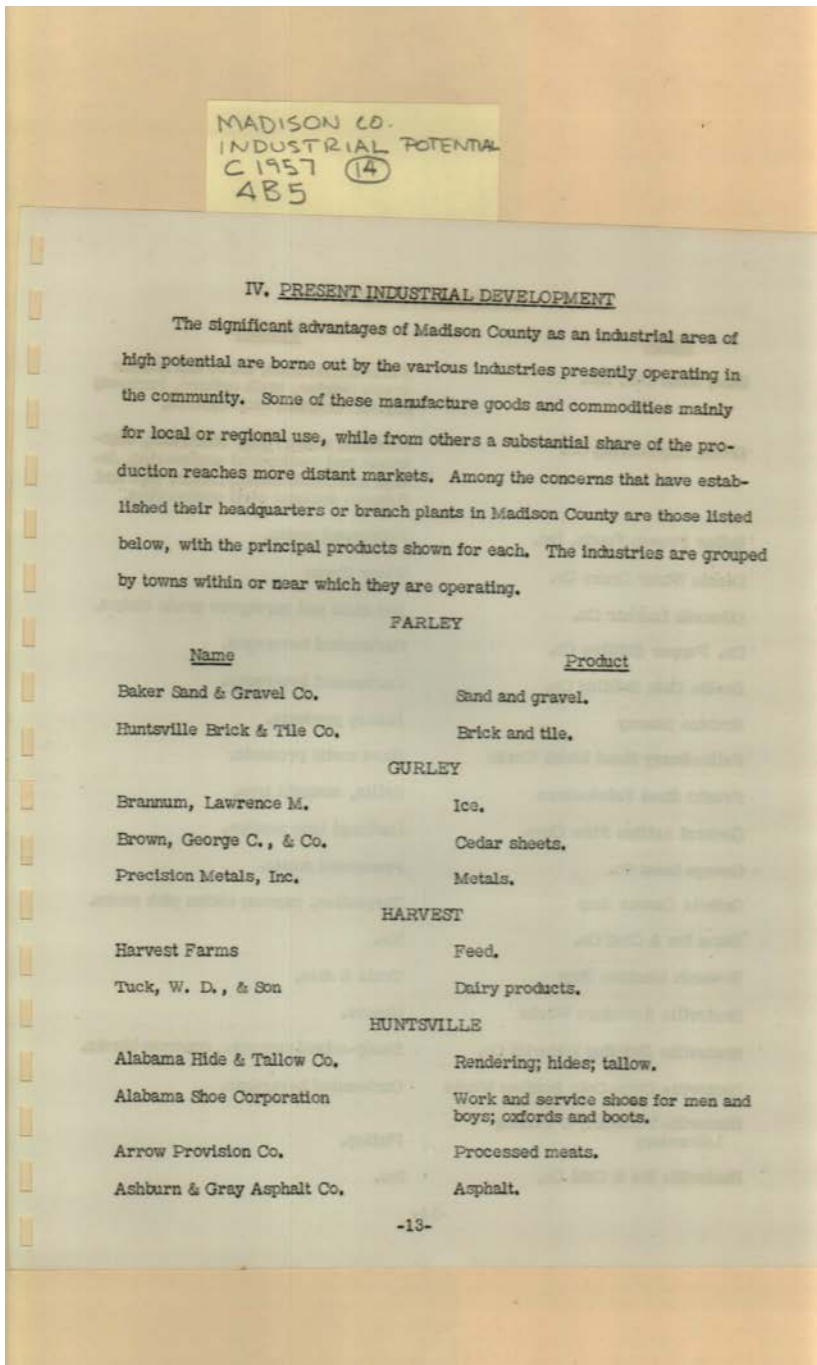 MADISON CO.
INDUSTRIAL POTENTIAL
C 1957 14
4B5
IV. PRESENT INDUSTRIAL DEVELOPMENT
The significant advantages of Madison County as an industrial area of
high potential are borne out by the various industries presently operating in
the community. Some of these manufacture goods and commodities mainly
for local or regional use, while from others a substantial share of the pro-
duction reaches more distant markets. Among the concerns that have estab-
lished their headquarters or branch plants in Madison County are those listed
below, with the principal products shown for each. The industries are grouped
by towns within or near which they are operating.
FARLEY
Name Product
Baker Sand & Gravel Co. Sand and gravel.
Huntsville Brick & Tile Co. Brick and tile.
GURLEY
Brannum, Lawrence M. Ice.
Brown, George C., & Co. Cedar sheets.
Precision Metals, Inc. Metals.
HARVEST
Harvest Farms Feed.
Tuck, W. D., & Son Dairy products.
HUNTSVILLE
Alabama Hide & Tallow Co. Rendering; hides; tallow.
Alabama Shoe Corporation Work and service shoes for men and
boys; oxfords and boots.
Arrow Provision Co. Processed meats.
Ashburn & Gray Asphalt Co. Asphalt.
-13-